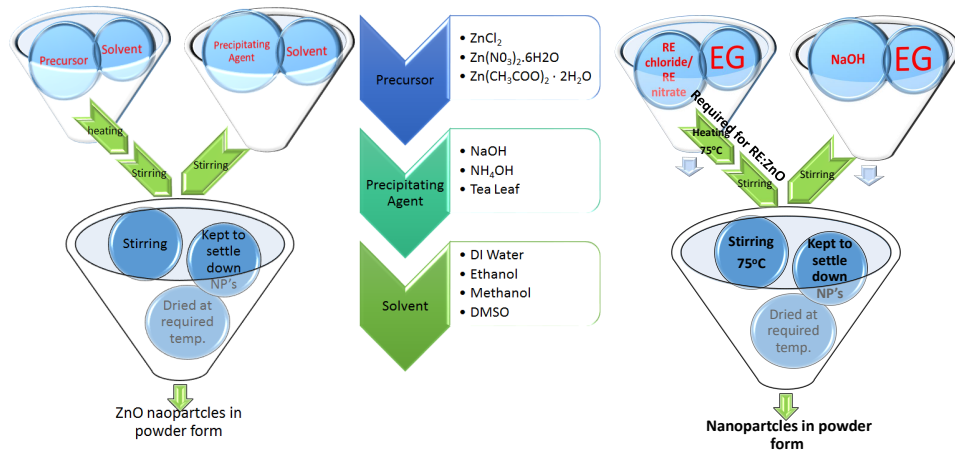 Precursor
Solvent
Precipitating
Agent
Solvent
heating
Stirring
Stirring
Stirring
Kept to
settle
down
NP's
Dried at
required
temp.
ZnO naopartcles in
powder form
Precursor
• ZnCl₂
• Zn(N0₃)₂.6H2O
• Zn(CH₃COO)₂ · 2H₂O
Precipitating
Agent
• NaOH
• NH₄OH
• Tea Leaf
Solvent
• DI Water
• Ethanol
• Methanol
• DMSO
RE
chloride/
RE
nitrate
EG
NaOH
EG
Required for RE:ZnO
Heating
75⁰C
Stirring
Stirring
Stirring
75⁰C
Kept to
settle
down
NP's
Dried at
required
temp.
Nanopartcles in powder
form